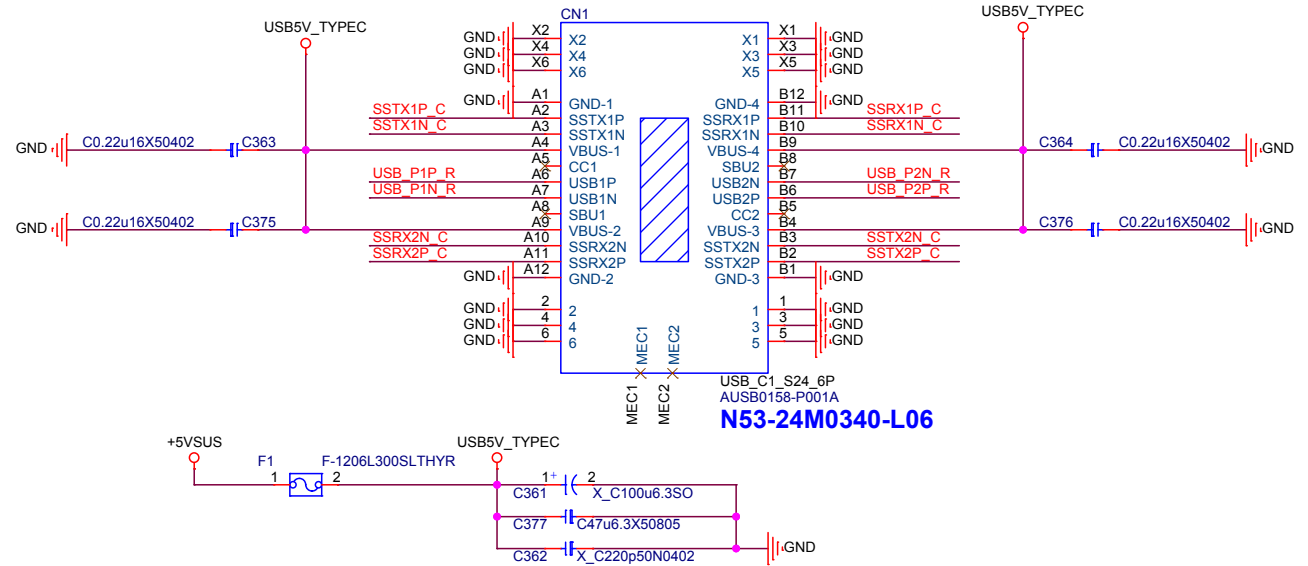 CN1
USB5V_TYPEC
USB5V_TYPEC
GND X2 X2 X1 X1 GND
GND X4 X4 X3 X3 GND
GND X6 X6 X5 X5 GND
GND A1 GND-1 GND-4 B12 GND
SSTX1P_C A2 SSTX1P SSRX1P B11 SSRX1P_C
SSTX1N_C A3 SSTX1N SSRX1N B10 SSRX1N_C
GND C0.22u16X50402 C363 A4 VBUS-1 VBUS-4 B9 C364 C0.22u16X50402 GND
A5 CC1 SBU2 B8
USB_P1P_R A6 USB1P USB2N B7 USB_P2N_R
USB_P1N_R A7 USB1N USB2P B6 USB_P2P_R
A8 SBU1 CC2 B5
GND C0.22u16X50402 C375 A9 VBUS-2 VBUS-3 B4 C376 C0.22u16X50402 GND
SSRX2N_C A10 SSRX2N SSTX2N B3 SSTX2N_C
SSRX2P_C A11 SSRX2P SSTX2P B2 SSTX2P_C
GND A12 GND-2 GND-3 B1 GND
GND 2 2 1 1 GND
GND 4 4 3 3 GND
GND 6 6 5 5 GND
MEC1 MEC2
MEC1 MEC2
USB_C1_S24_6P
AUSB0158-P001A
N53-24M0340-L06
+5VSUS
USB5V_TYPEC
F1 F-1206L300SLTHYR
1 2
1 + 2
C361 X_C100u6.3SO
C377 C47u6.3X50805
C362 X_C220p50N0402
GND